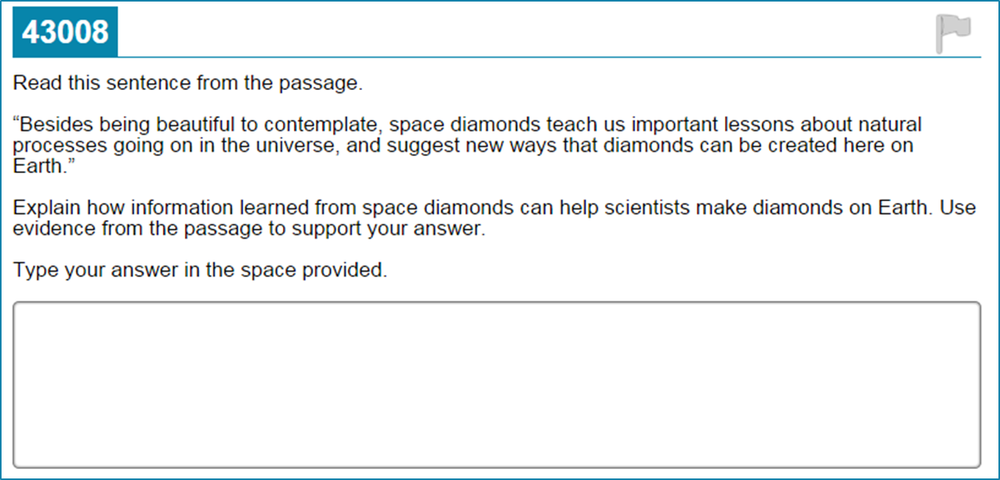 43008
Read this sentence from the passage.
“Besides being beautiful to contemplate, space diamonds teach us important lessons about natural
processes going on in the universe, and suggest new ways that diamonds can be created here on
Earth.”
Explain how information learned from space diamonds can help scientists make diamonds on Earth. Use
evidence from the passage to support your answer.
Type your answer in the space provided.